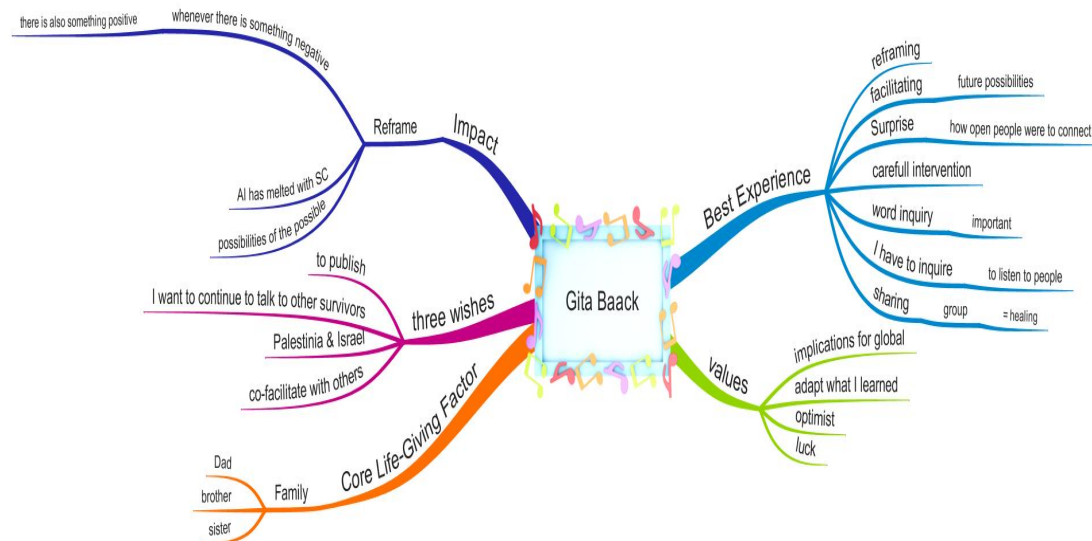 Gita Baack
Best Experience
reframing
facilitating
future possibilities
Surprise
how open people were to connect
carefull intervention
word inquiry
important
I have to inquire
to listen to people
sharing
group
= healing
values
implications for global
adapt what I learned
optimist
luck
Core Life-Giving Factor
Family
Dad
brother
sister
three wishes
to publish
I want to continue to talk to other survivors
Palestinia & Israel
co-facilitate with others
Impact
Reframe
whenever there is something negative
there is also something positive
AI has melted with SC
possibilities of the possible